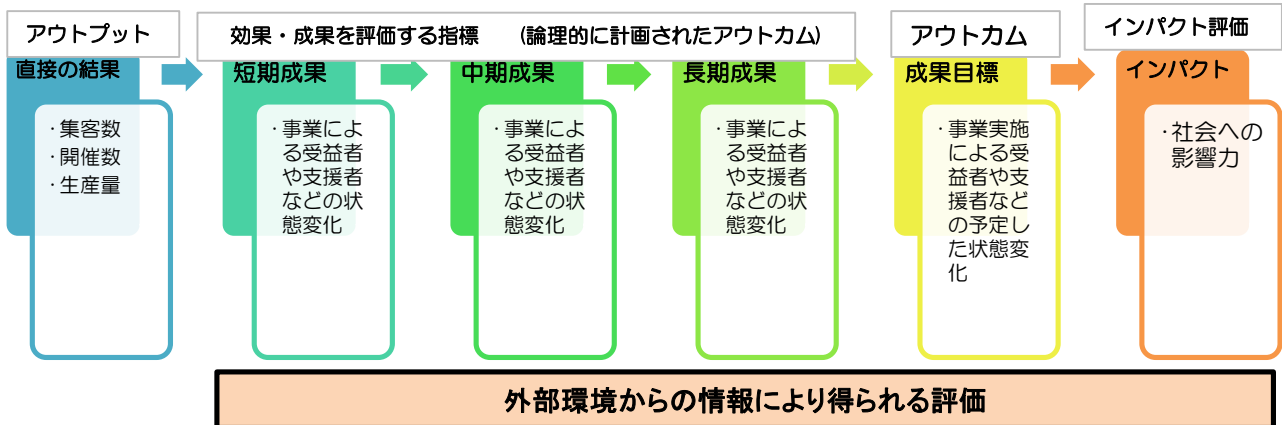 アウトプット
効果・成果を評価する指標　（論理的に計画されたアウトカム）
アウトカム
インパクト評価
直接の結果
短期成果
中期成果
長期成果
成果目標
インパクト
・集客数
・開催数
・生産量
・事業によ
る受益者
や支援者
などの状
態変化
・事業によ
る受益者
や支援者
などの状
態変化
・事業によ
る受益者
や支援者
などの状
態変化
・事業実施
による受
益者や支
援者など
の予定し
た状態変
化
・社会への
影響力
外部環境からの情報により得られる評価